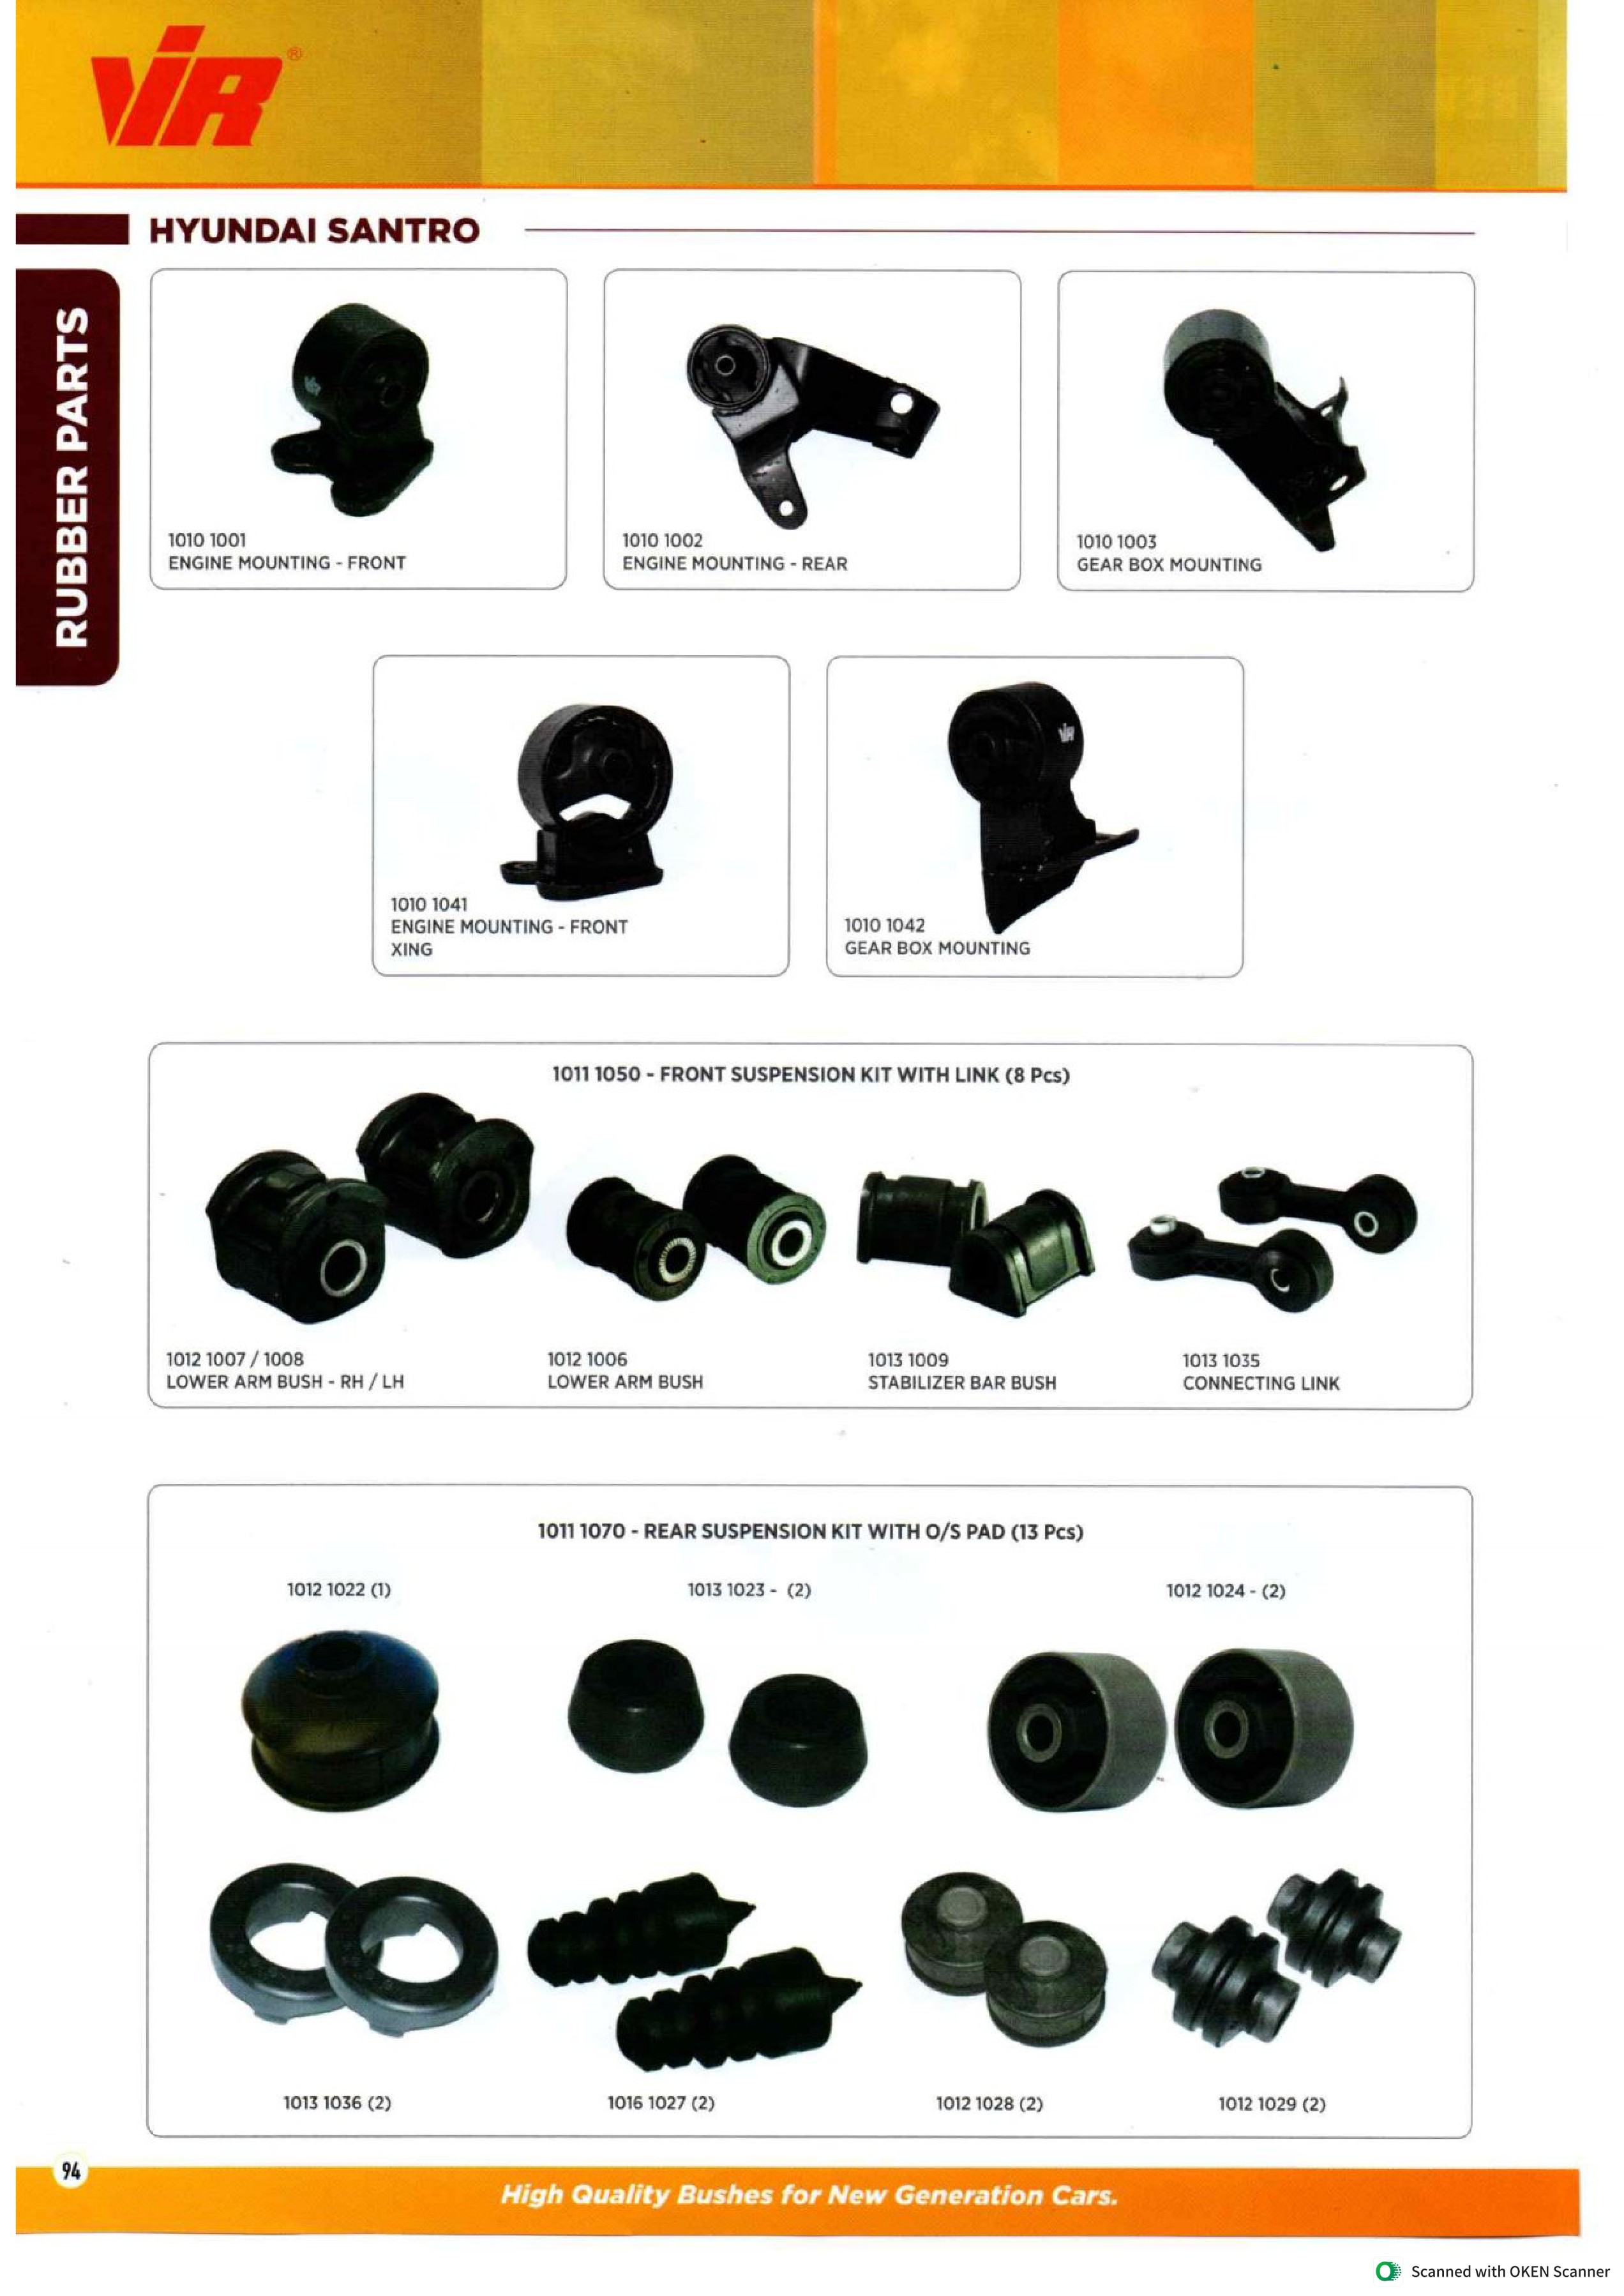 ViR®
HYUNDAI SANTRO
RUBBER PARTS
1010 1001
ENGINE MOUNTING - FRONT
1010 1002
ENGINE MOUNTING - REAR
1010 1003
GEAR BOX MOUNTING
1010 1041
ENGINE MOUNTING - FRONT
XING
1010 1042
GEAR BOX MOUNTING
1011 1050 - FRONT SUSPENSION KIT WITH LINK (8 Pcs)
1012 1007 / 1008
LOWER ARM BUSH - RH / LH
1012 1006
LOWER ARM BUSH
1013 1009
STABILIZER BAR BUSH
1013 1035
CONNECTING LINK
1011 1070 - REAR SUSPENSION KIT WITH O/S PAD (13 Pcs)
1012 1022 (1)
1013 1023 - (2)
1012 1024 - (2)
1013 1036 (2)
1016 1027 (2)
1012 1028 (2)
1012 1029 (2)
94
High Quality Bushes for New Generation Cars.
Scanned with OKEN Scanner